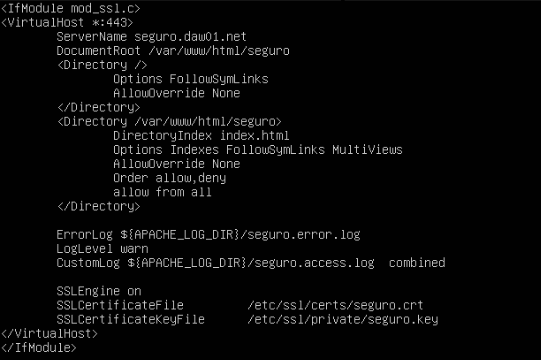 <IfModule mod_ssl.c>
<VirtualHost *:443>
ServerName seguro.daw01.net
DocumentRoot /var/www/html/seguro
<Directory />
Options FollowSymLinks
AllowOverride None
</Directory>
<Directory /var/www/html/seguro>
DirectoryIndex index.html
Options Indexes FollowSymLinks MultiViews
AllowOverride None
Order allow,deny
allow from all
</Directory>
ErrorLog ${APACHE_LOG_DIR}/seguro.error.log
LogLevel warn
CustomLog ${APACHE_LOG_DIR}/seguro.access.log combined
SSLEngine on
SSLCertificateFile /etc/ssl/certs/seguro.crt
SSLCertificateKeyFile /etc/ssl/private/seguro.key
</VirtualHost>
</IfModule>